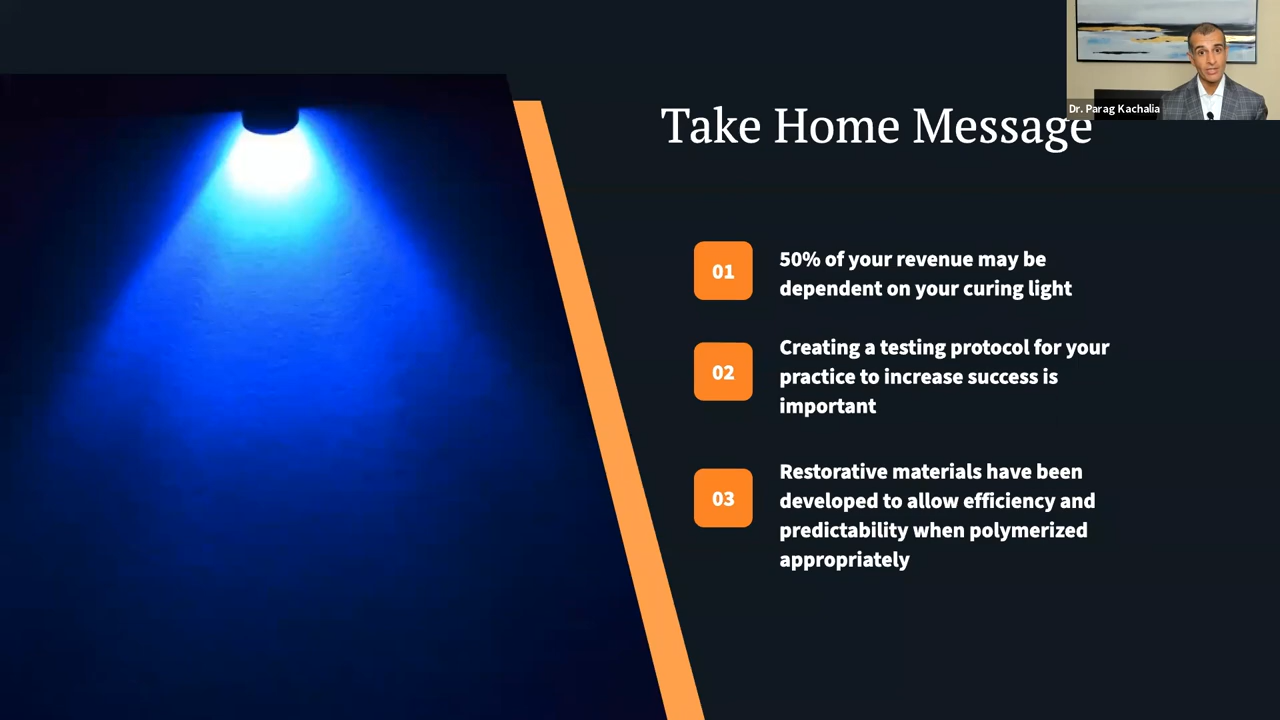 Dr. Parag Kachalia
Take Home Message
01
50% of your revenue may be
dependent on your curing light
02
Creating a testing protocol for your
practice to increase success is
important
03
Restorative materials have been
developed to allow efficiency and
predictability when polymerized
appropriately